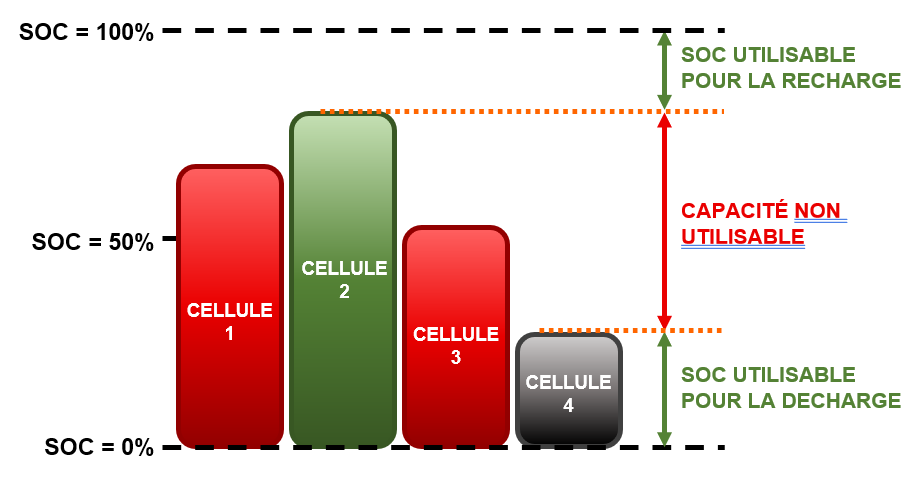 SOC = 100%
SOC UTILISABLE
POUR LA RECHARGE
CAPACITÉ NON
UTILISABLE
SOC = 50%
CELLULE
1
CELLULE
2
CELLULE
3
CELLULE
4
SOC UTILISABLE
POUR LA DECHARGE
SOC = 0%